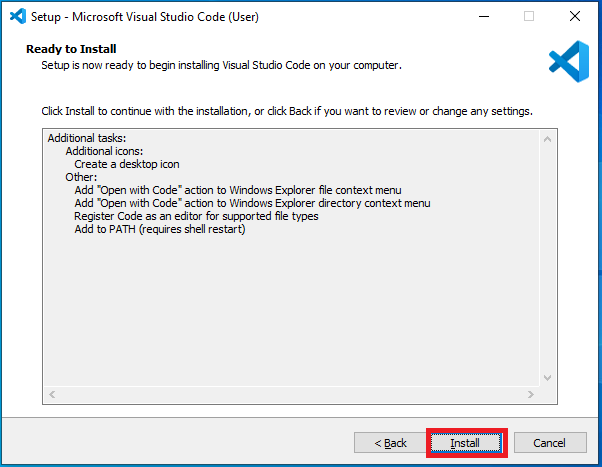 Setup - Microsoft Visual Studio Code (User)
Ready to Install
Setup is now ready to begin installing Visual Studio Code on your computer.
Click Install to continue with the installation, or click Back if you want to review or change any settings.
Additional tasks:
Additional icons:
Create a desktop icon
Other:
Add "Open with Code" action to Windows Explorer file context menu
Add "Open with Code" action to Windows Explorer directory context menu
Register Code as an editor for supported file types
Add to PATH (requires shell restart)
< Back Install Cancel